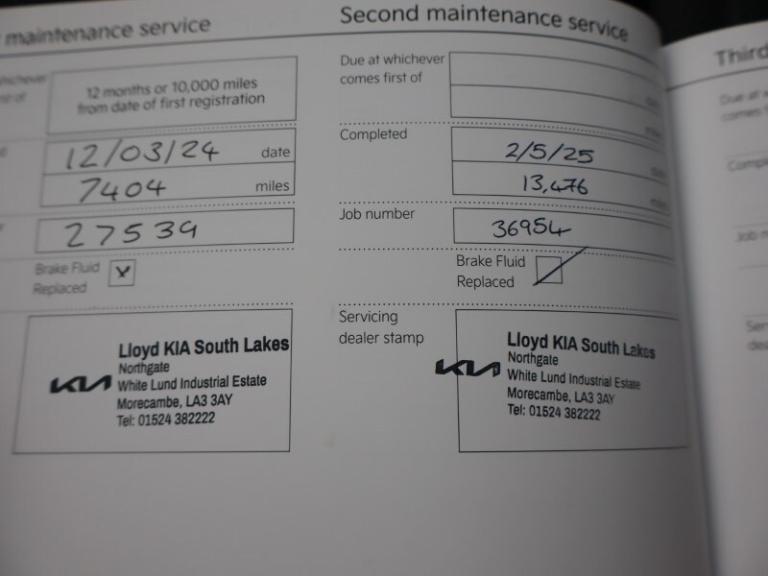 maintenance service
12 months or 10,000 miles
from date of first registration
12/03/24 date
7404 miles
27539
Brake Fluid
Replaced
Lloyd KIA South Lakes
Northgate
KIA White Lund Industrial Estate
Morecambe, LA3 3AY
Tel: 01524 382222
Second maintenance service
Due at whichever
comes first of
Completed
2/5/25
13,476
Job number
36954
Brake Fluid
Replaced
Servicing
dealer stamp
Lloyd KIA South Lakes
Northgate
KIA White Lund Industrial Estate
Morecambe, LA3 3AY
Tel: 01524 382222
Third